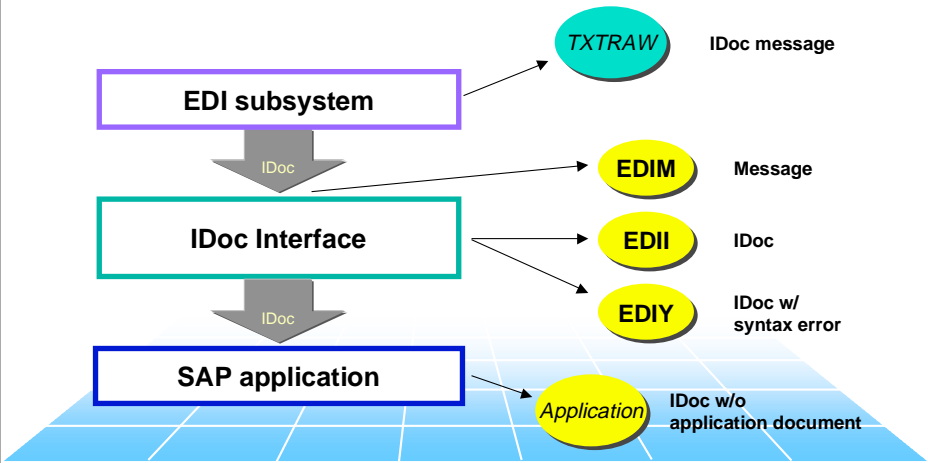 TXTRAW
IDoc message
EDI subsystem
IDoc
EDIM
Message
IDoc Interface
EDII
IDoc
IDoc
EDIY
IDoc w/
syntax error
SAP application
Application
IDoc w/o
application document